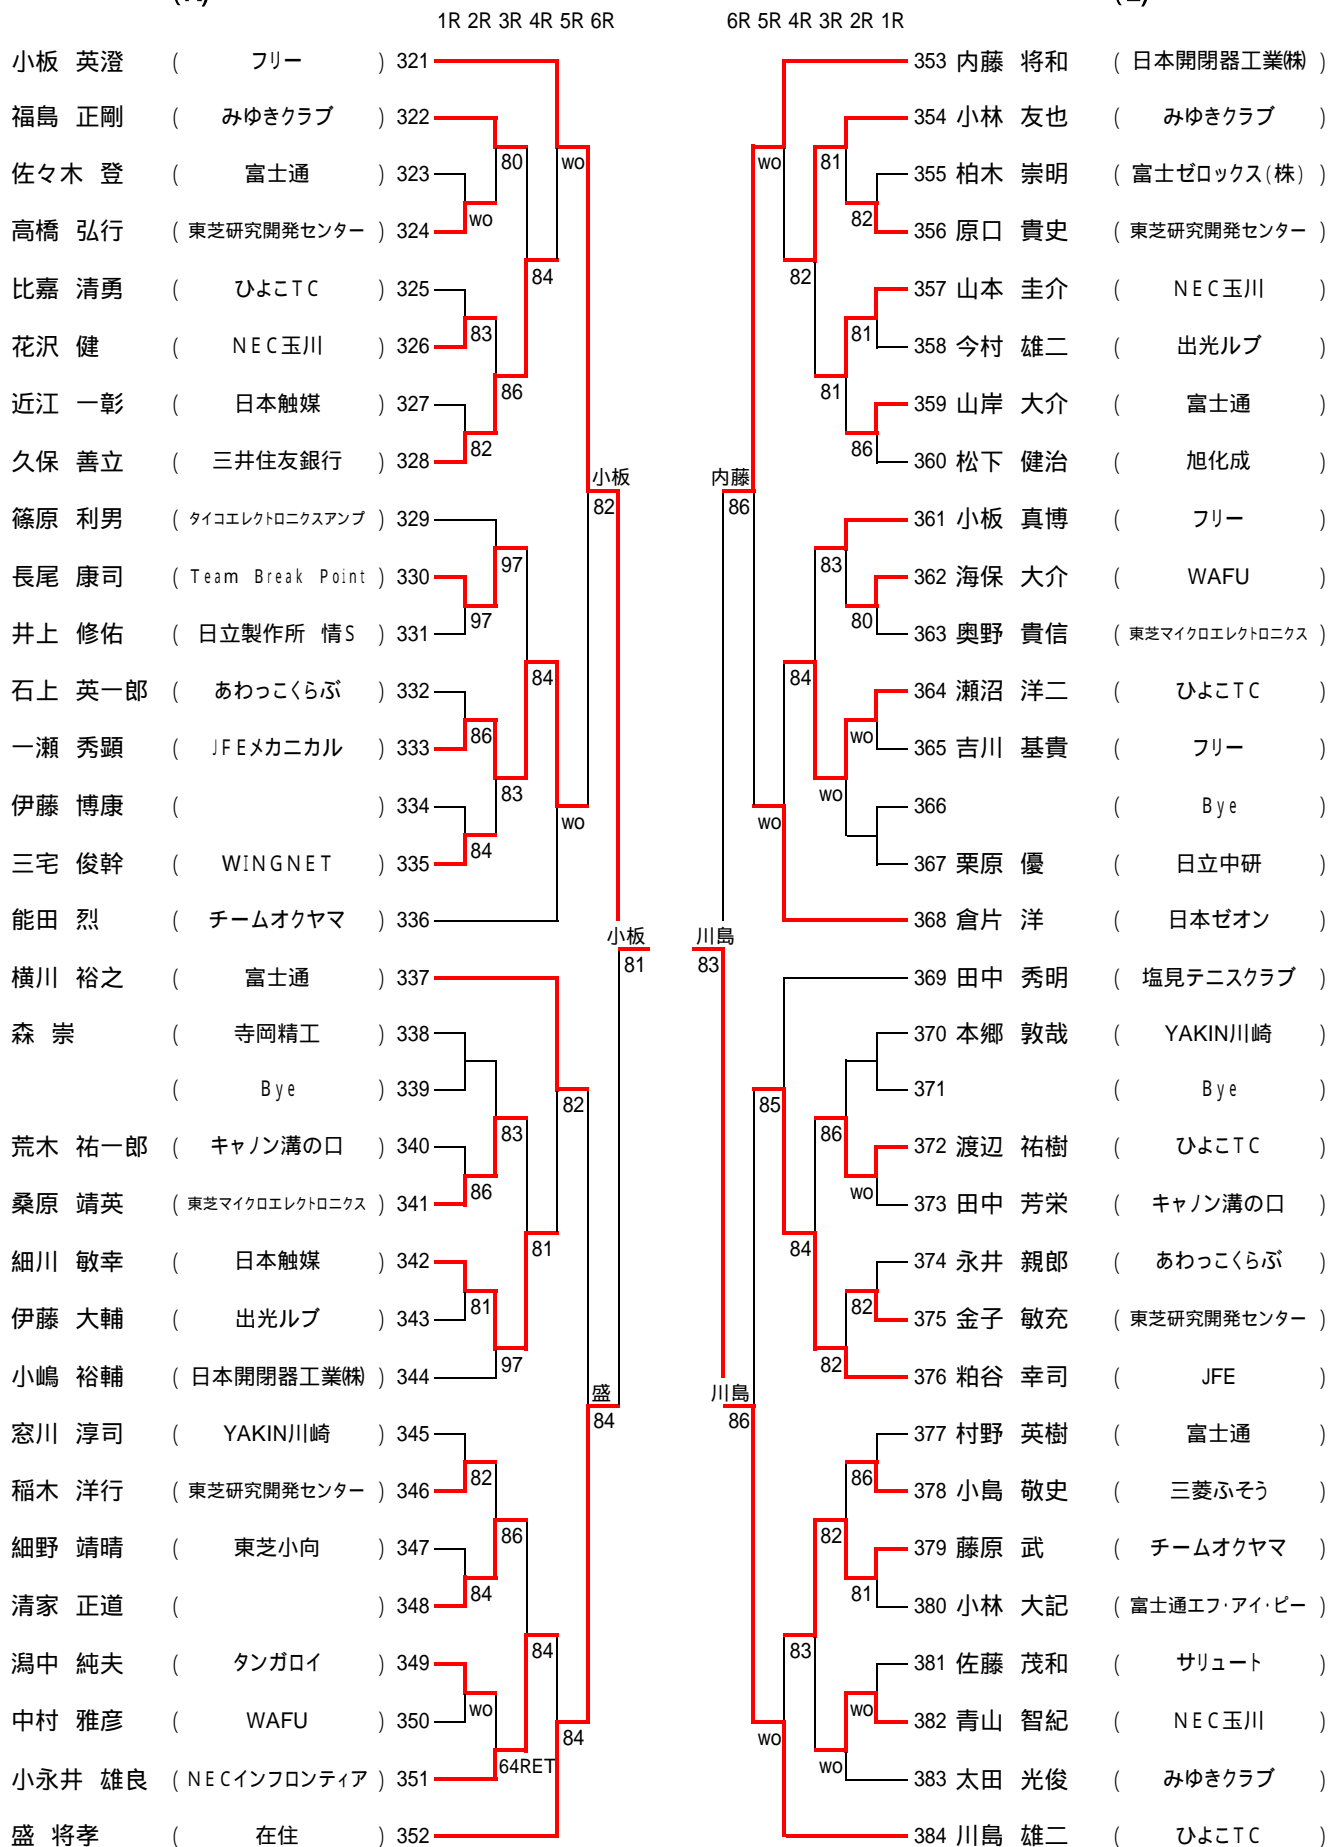 1R 2R 3R 4R 5R 6R
6R 5R 4R 3R 2R 1R
小板 英澄 ( フリー ) 321
353 内藤 将和 ( 日本開閉器工業㈱ )
福島 正剛 ( みゆきクラブ ) 322
354 小林 友也 ( みゆきクラブ )
80
wo
wo
81
佐々木 登 ( 富士通 ) 323
355 柏木 崇明 ( 富士ゼロックス(株) )
wo
82
高橋 弘行 ( 東芝研究開発センター ) 324
356 原口 貴史 ( 東芝研究開発センター )
84
82
比嘉 清勇 ( ひよこTC ) 325
357 山本 圭介 ( NEC玉川 )
83
81
花沢 健 ( NEC玉川 ) 326
358 今村 雄二 ( 出光ルブ )
86
81
近江 一彰 ( 日本触媒 ) 327
359 山岸 大介 ( 富士通 )
82
86
久保 善立 ( 三井住友銀行 ) 328
360 松下 健治 ( 旭化成 )
小板
内藤
82
86
篠原 利男 ( タイコエレクトロニクスアンプ ) 329
361 小板 真博 ( フリー )
97
83
長尾 康司 ( Team Break Point ) 330
362 海保 大介 ( WAFU )
97
80
井上 修佑 ( 日立製作所 情S ) 331
363 奥野 貴信 ( 東芝マイクロエレクトロニクス )
84
84
石上 英一郎 ( あわっこくらぶ ) 332
364 瀬沼 洋二 ( ひよこTC )
86
wo
一瀬 秀顕 ( JFEメカニカル ) 333
365 吉川 基貴 ( フリー )
83
wo
伊藤 博康 ( ) 334
366 ( Bye )
wo
wo
84
三宅 俊幹 ( WINGNET ) 335
367 栗原 優 ( 日立中研 )
能田 烈 ( チームオクヤマ ) 336
368 倉片 洋 ( 日本ゼオン )
小板
川島
81
83
横川 裕之 ( 富士通 ) 337
369 田中 秀明 ( 塩見テニスクラブ )
森 崇 ( 寺岡精工 ) 338
370 本郷 敦哉 ( YAKIN川崎 )
( Bye ) 339
371 ( Bye )
82
85
83
86
荒木 祐一郎 ( キャノン溝の口 ) 340
372 渡辺 祐樹 ( ひよこTC )
86
wo
桑原 靖英 ( 東芝マイクロエレクトロニクス ) 341
373 田中 芳栄 ( キャノン溝の口 )
81
84
細川 敏幸 ( 日本触媒 ) 342
374 永井 親郎 ( あわっこくらぶ )
81
82
伊藤 大輔 ( 出光ルブ ) 343
375 金子 敏充 ( 東芝研究開発センター )
97
82
小嶋 裕輔 ( 日本開閉器工業㈱ ) 344
376 粕谷 幸司 ( JFE )
盛
川島
84
86
窓川 淳司 ( YAKIN川崎 ) 345
377 村野 英樹 ( 富士通 )
82
86
稲木 洋行 ( 東芝研究開発センター ) 346
378 小島 敬史 ( 三菱ふそう )
86
82
細野 靖晴 ( 東芝小向 ) 347
379 藤原 武 ( チームオクヤマ )
84
81
清家 正道 ( ) 348
380 小林 大記 ( 富士通エフ・アイ・ピー )
84
83
潟中 純夫 ( タンガロイ ) 349
381 佐藤 茂和 ( サリュート )
wo
wo
中村 雅彦 ( WAFU ) 350
382 青山 智紀 ( NEC玉川 )
84
wo
64RET
wo
小永井 雄良 ( NECインフロンティア ) 351
383 太田 光俊 ( みゆきクラブ )
盛 将孝 ( 在住 ) 352
384 川島 雄二 ( ひよこTC )